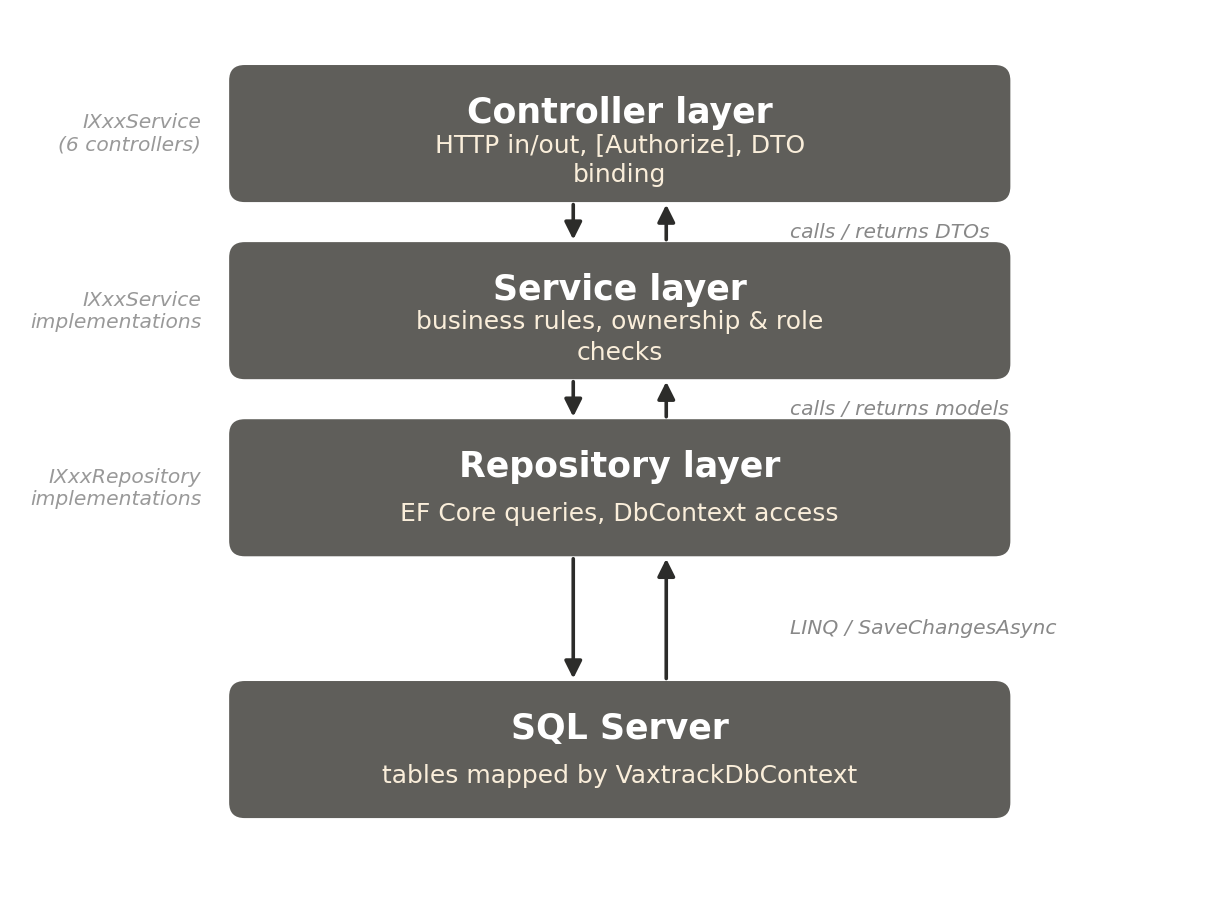 IXxxService
(6 controllers)
Controller layer
HTTP in/out, [Authorize], DTO
binding
calls / returns DTOs
IXxxService
implementations
Service layer
business rules, ownership & role
checks
calls / returns models
IXxxRepository
implementations
Repository layer
EF Core queries, DbContext access
LINQ / SaveChangesAsync
SQL Server
tables mapped by VaxtrackDbContext